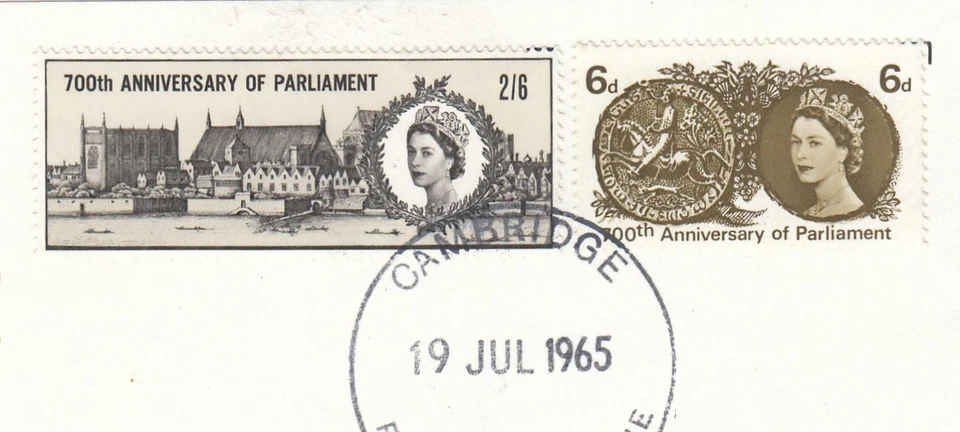 700th ANNIVERSARY OF PARLIAMENT
2/6
6d
6d
700th Anniversary of Parliament
CAMBRIDGE
19 JUL 1965